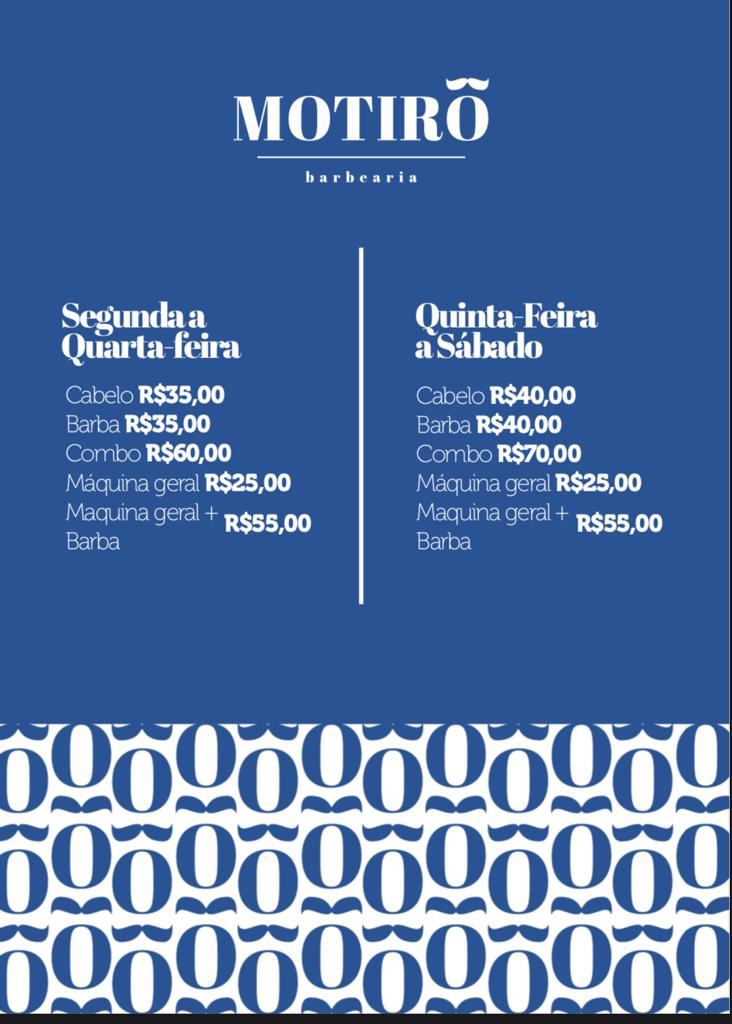 MOTIRÕ
barbearia
Segunda a
Quarta-feira
Cabelo R$35,00
Barba R$35,00
Combo R$60,00
Máquina geral R$25,00
Maquina geral + R$55,00
Barba
Quinta-Feira
a Sábado
Cabelo R$40,00
Barba R$40,00
Combo R$70,00
Máquina geral R$25,00
Maquina geral + R$55,00
Barba